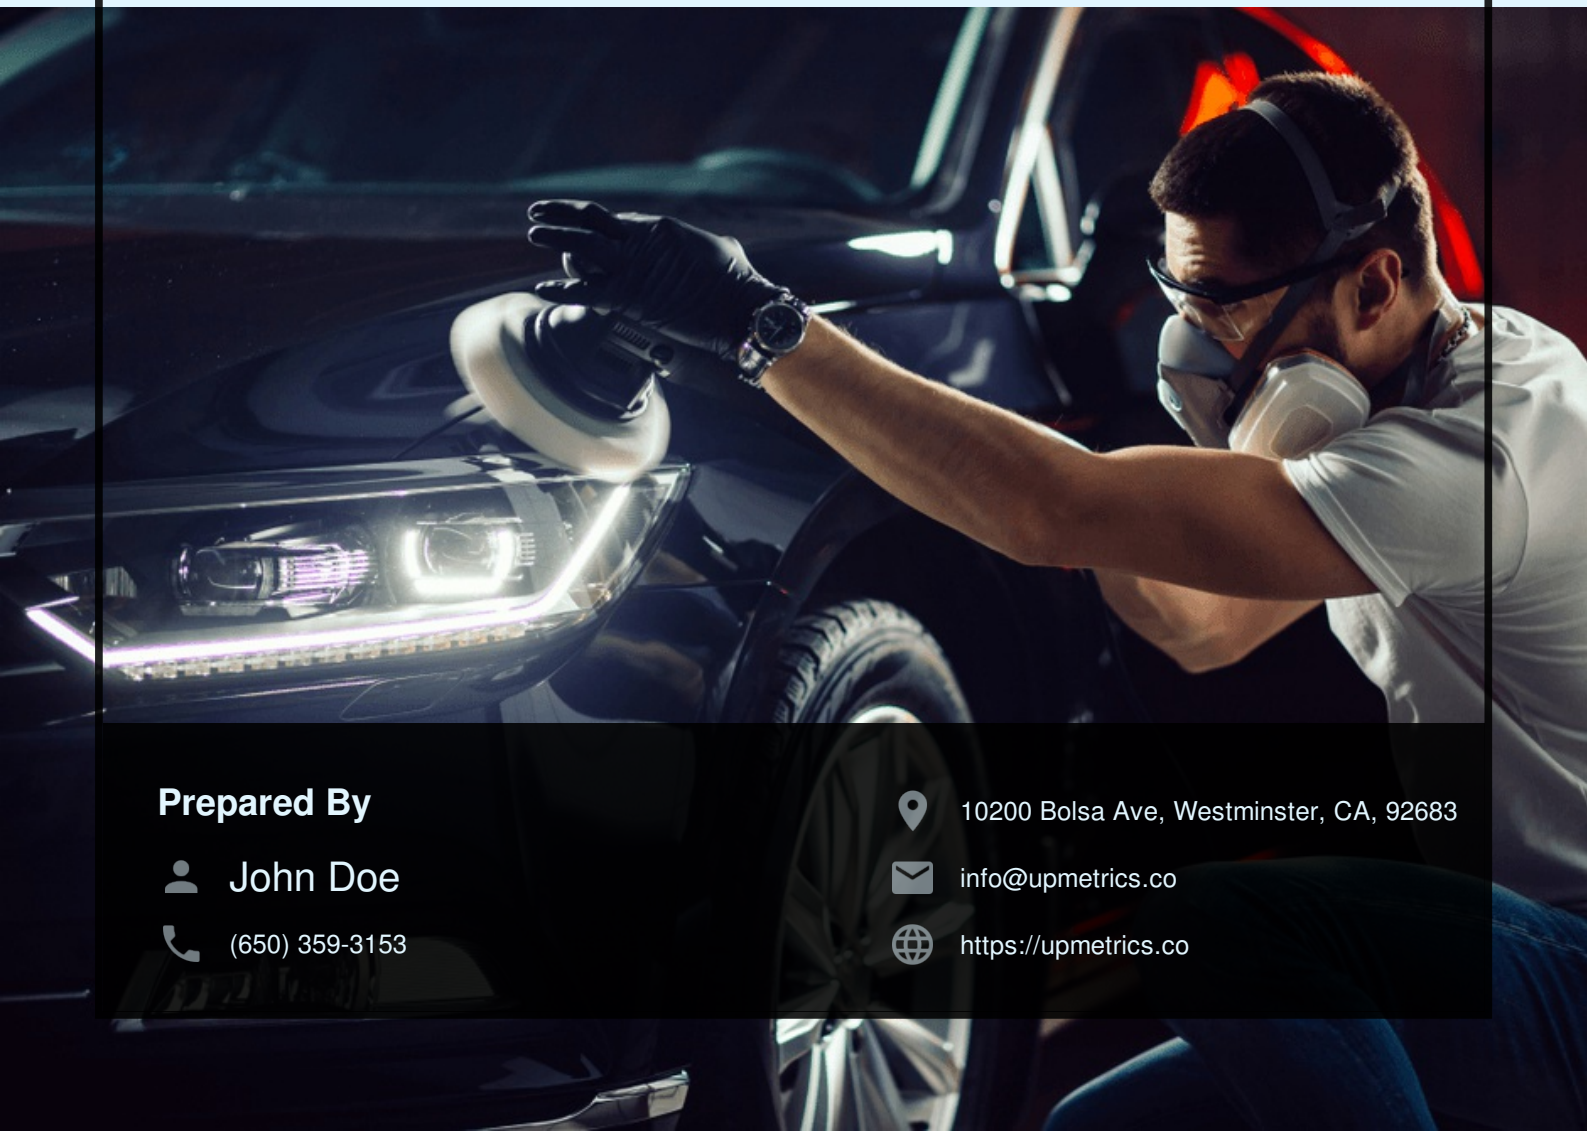 Prepared By
John Doe
(650) 359-3153
10200 Bolsa Ave, Westminster, CA, 92683
info@upmetrics.co
https://upmetrics.co